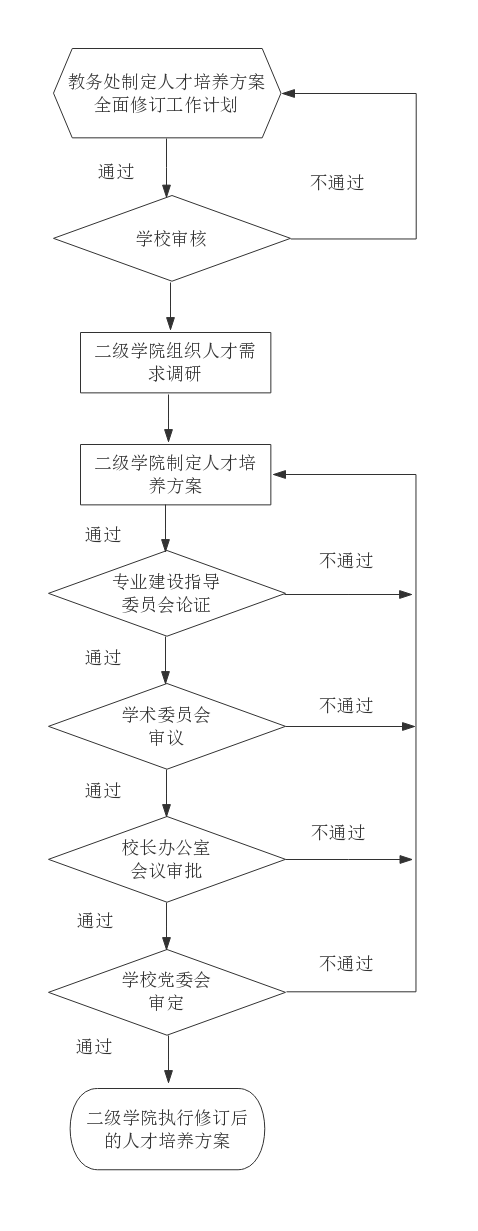 教务处制定人才培养方案
全面修订工作计划
通过
不通过
学校审核
二级学院组织人才需
求调研
二级学院制定人才培
养方案
通过
不通过
专业建设指导
委员会论证
通过
不通过
学术委员会
审议
通过
不通过
校长办公室
会议审批
通过
不通过
学校党委会
审定
通过
二级学院执行修订后
的人才培养方案